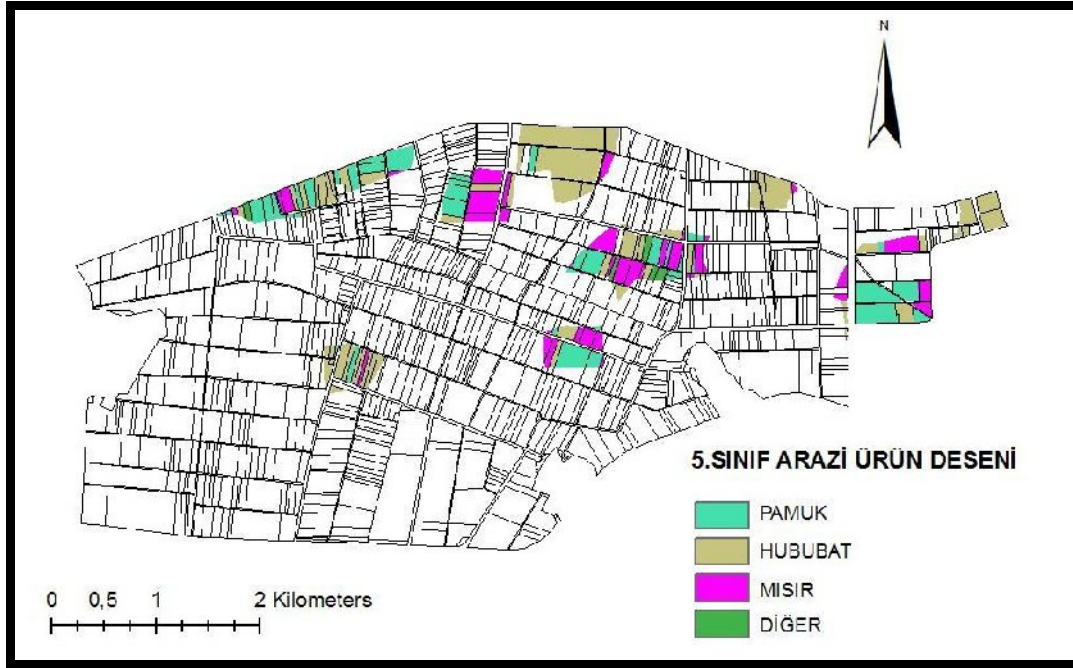 N
5.SINIF ARAZİ ÜRÜN DESENİ
PAMUK
HUBUBAT
MISIR
DİĞER
0 0,5 1 2 Kilometers